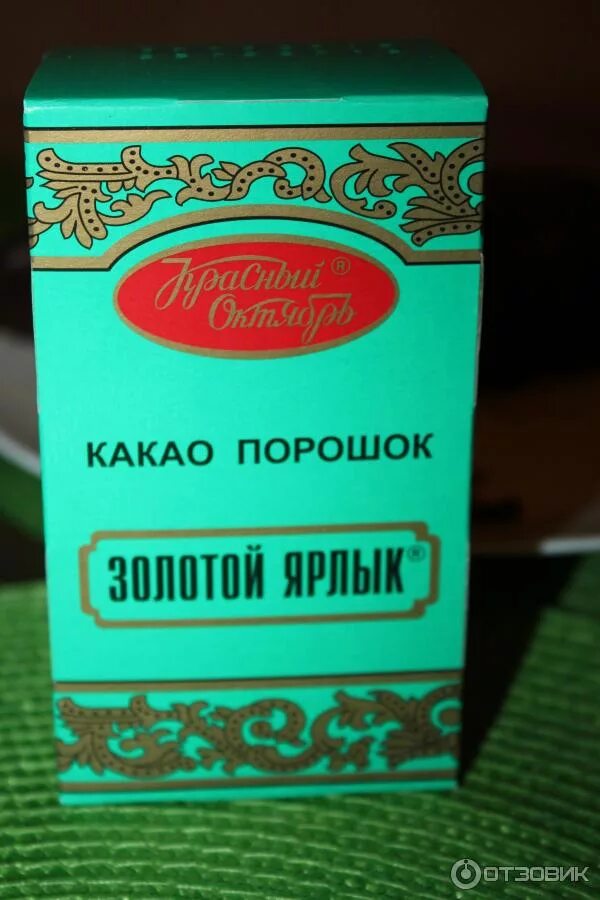 Красный ®
Октябрь
КАКАО ПОРОШОК
ЗОЛОТОЙ ЯРЛЫК®
ОТЗОВИК